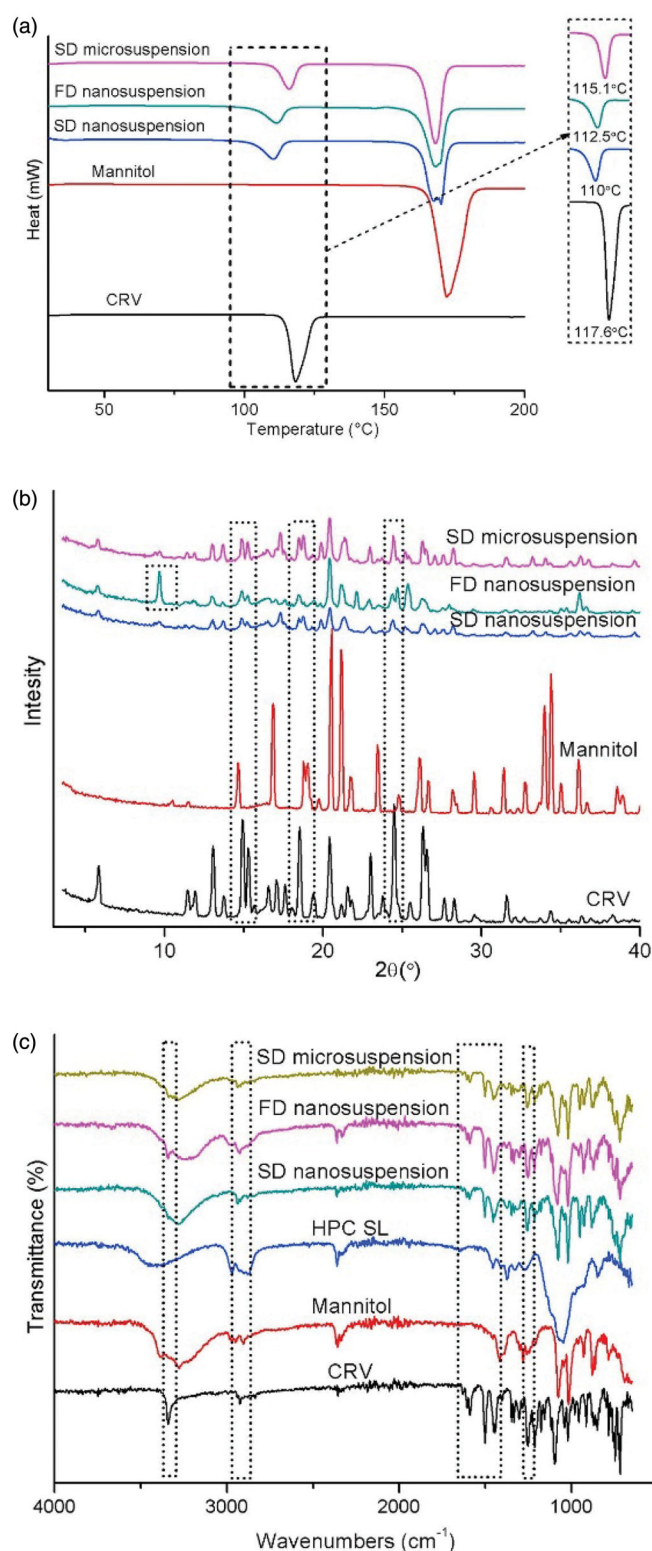 (a)
SD microsuspension
FD nanosuspension
SD nanosuspension
Mannitol
CRV
Heat (mW)
50
100
150
200
Temperature (°C)
115.1°C
112.5°C
110°C
117.6°C
(b)
SD microsuspension
FD nanosuspension
SD nanosuspension
Mannitol
CRV
Intesity
10
20
30
40
2θ(°)
(c)
SD microsuspension
FD nanosuspension
SD nanosuspension
HPC SL
Mannitol
CRV
Transmittance (%)
4000
3000
2000
1000
Wavenumbers (cm-1)